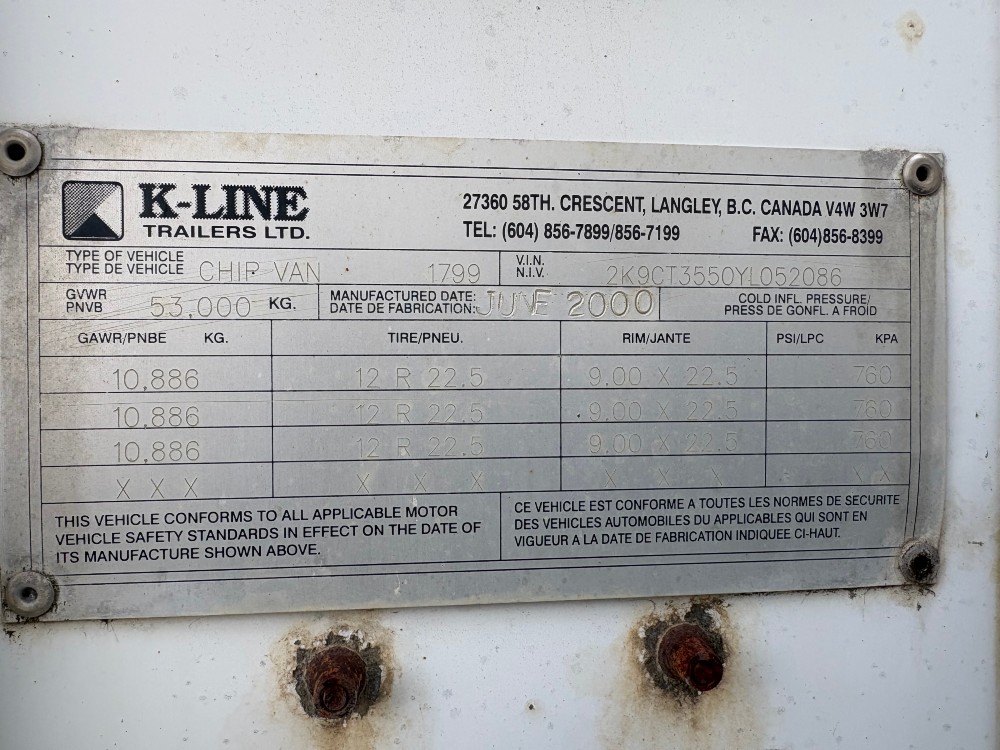 K-LINE
TRAILERS LTD.
27360 58TH. CRESCENT, LANGLEY, B.C. CANADA V4W 3W7
TEL: (604) 856-7899/856-7199 FAX: (604)856-8399
TYPE OF VEHICLE
TYPE DE VEHICLE CHIP VAN 1799
V.I.N.
N.I.V. 2K9CT3550YL052086
GVWR
PNVB 53,000 KG.
MANUFACTURED DATE:
DATE DE FABRICATION: JUNE 2000
COLD INFL. PRESSURE/
PRESS DE GONFL. A FROID
GAWR/PNBE KG. TIRE/PNEU. RIM/JANTE PSI/LPC KPA
10,886 12 R 22.5 9.00 X 22.5 760
10,886 12 R 22.5 9.00 X 22.5 760
10,886 12 R 22.5 9.00 X 22.5 760
X X X X X X X X X X X
THIS VEHICLE CONFORMS TO ALL APPLICABLE MOTOR
VEHICLE SAFETY STANDARDS IN EFFECT ON THE DATE OF
ITS MANUFACTURE SHOWN ABOVE.
CE VEHICLE EST CONFORME A TOUTES LES NORMES DE SECURITE
DES VEHICLES AUTOMOBILES DU APPLICABLES QUI SONT EN
VIGUEUR A LA DATE DE FABRICATION INDIQUEE CI-HAUT.